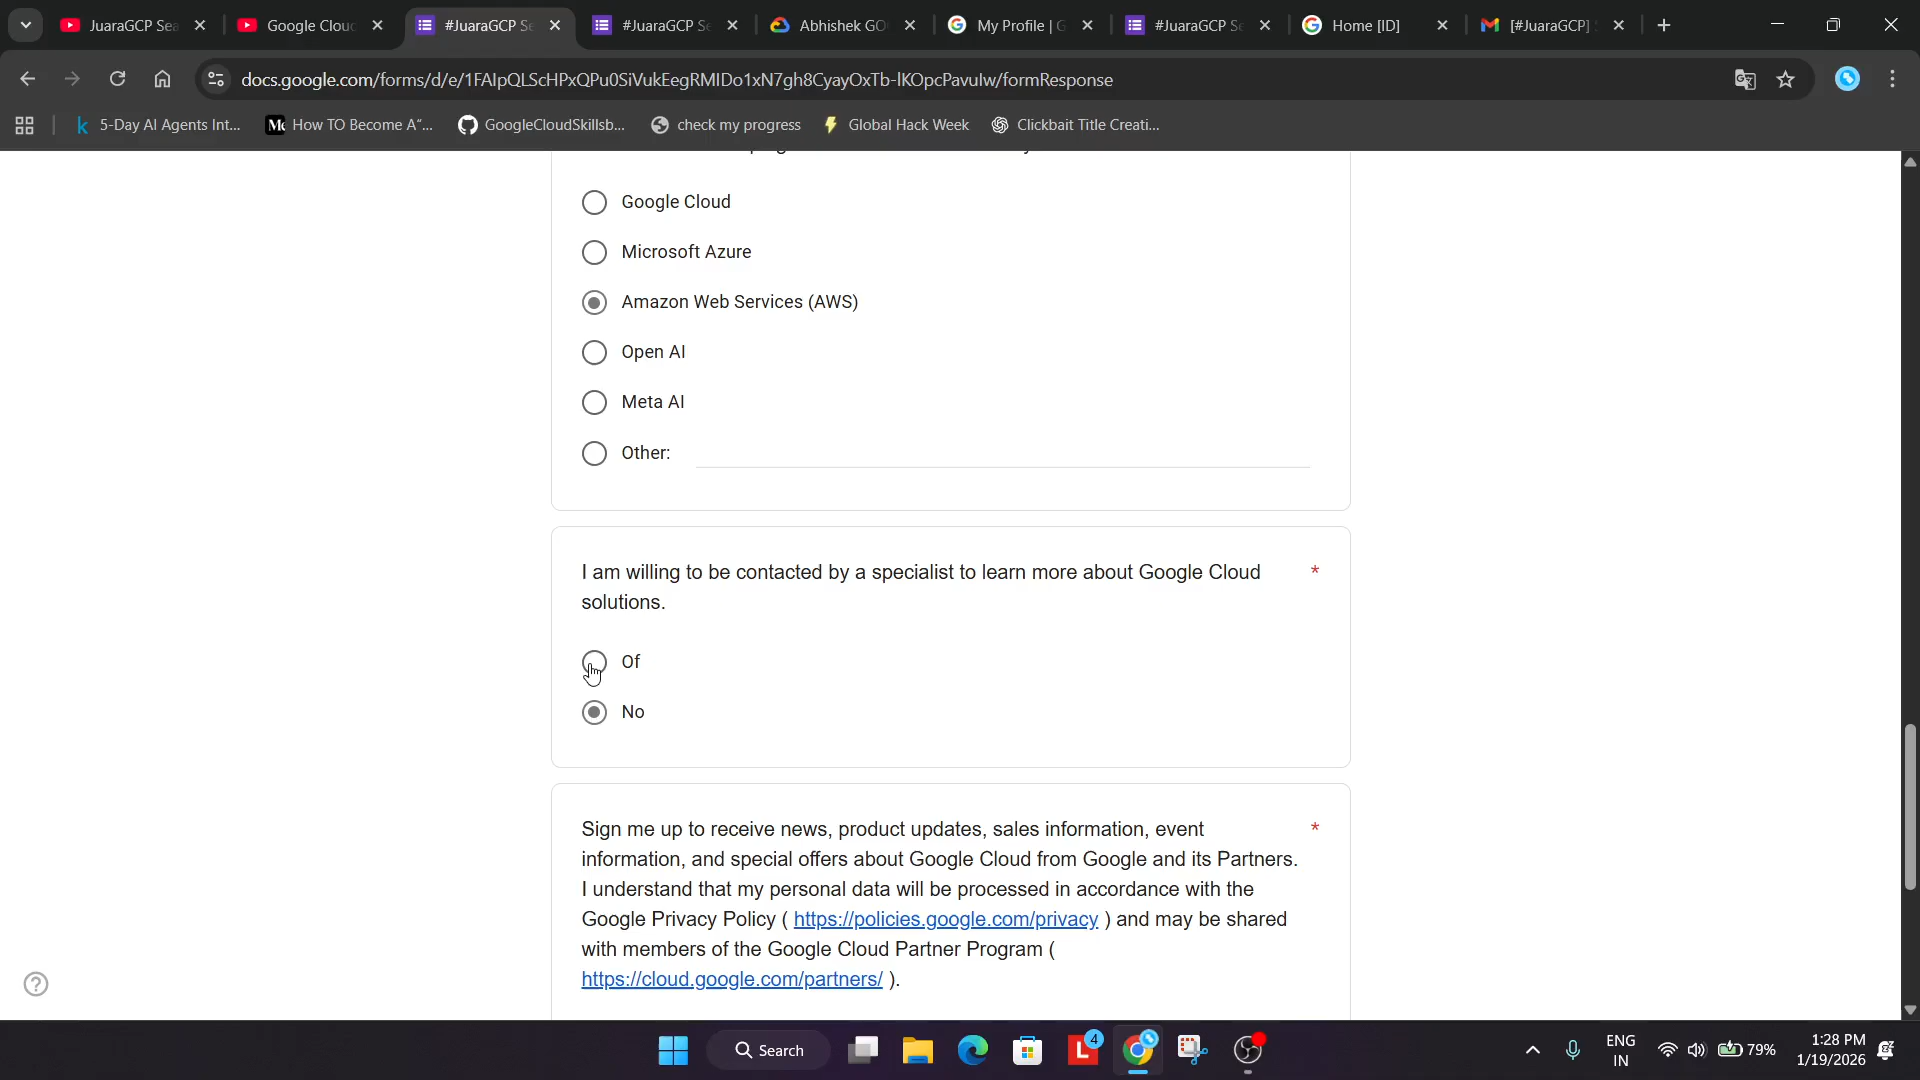 JuaraGCP Sea
Google Clou
#JuaraGCP Se
#JuaraGCP Se
Abhishek GO
My Profile | G
#JuaraGCP Se
Home [ID]
[#JuaraGCP]
docs.google.com/forms/d/e/1FAIpQLScHPxQPu0SiVukEegRMIDo1xN7gh8CyayOxTb-lKOpcPavulw/formResponse
5-Day AI Agents Int...
How TO Become A“...
GoogleCloudSkillsb...
check my progress
Global Hack Week
Clickbait Title Creati...
Google Cloud
Microsoft Azure
Amazon Web Services (AWS)
Open AI
Meta AI
Other:
I am willing to be contacted by a specialist to learn more about Google Cloud *
solutions.
Of
No
Sign me up to receive news, product updates, sales information, event *
information, and special offers about Google Cloud from Google and its Partners.
I understand that my personal data will be processed in accordance with the
Google Privacy Policy ( https://policies.google.com/privacy ) and may be shared
with members of the Google Cloud Partner Program (
https://cloud.google.com/partners/ ).
Search
4
ENG
IN
79%
1:28 PM
1/19/2026